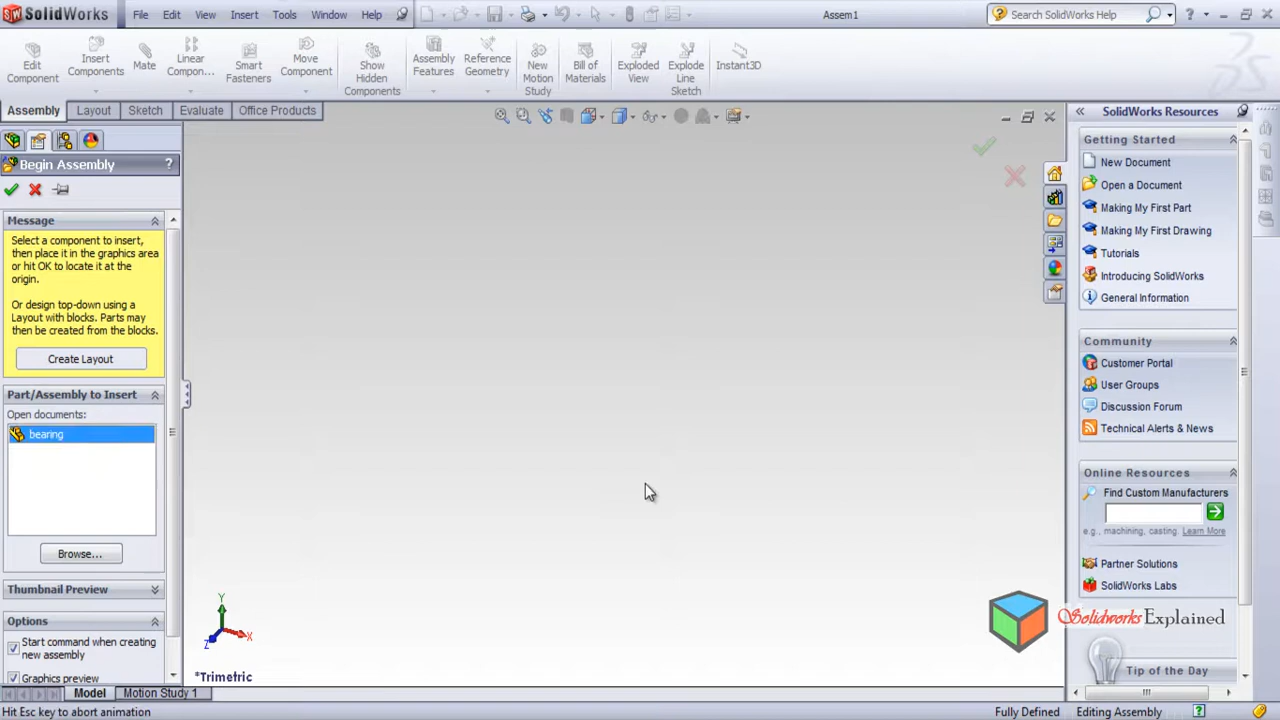 SolidWorks File Edit View Insert Tools Window Help Assem1 Search SolidWorks Help ?
Edit Component
Insert Components
Mate
Linear Compon...
Smart Fasteners
Move Component
Show Hidden Components
Assembly Features
Reference Geometry
New Motion Study
Bill of Materials
Exploded View
Explode Line Sketch
Instant3D
Assembly Layout Sketch Evaluate Office Products
Begin Assembly ?
Message
Select a component to insert,
then place it in the graphics area
or hit OK to locate it at the
origin.
Or design top-down using a
Layout with blocks. Parts may
then be created from the blocks.
Create Layout
Part/Assembly to Insert
Open documents:
bearing
Browse...
Thumbnail Preview
Options
Start command when creating
new assembly
Graphics preview
Y
X
Z
*Trimetric
SolidWorks Resources
Getting Started
New Document
Open a Document
Making My First Part
Making My First Drawing
Tutorials
Introducing SolidWorks
General Information
Community
Customer Portal
User Groups
Discussion Forum
Technical Alerts & News
Online Resources
Find Custom Manufacturers
e.g., machining, casting. Learn More
Partner Solutions
SolidWorks Labs
Solidworks Explained
Tip of the Day
Model Motion Study 1
Hit Esc key to abort animation Fully Defined Editing Assembly ?